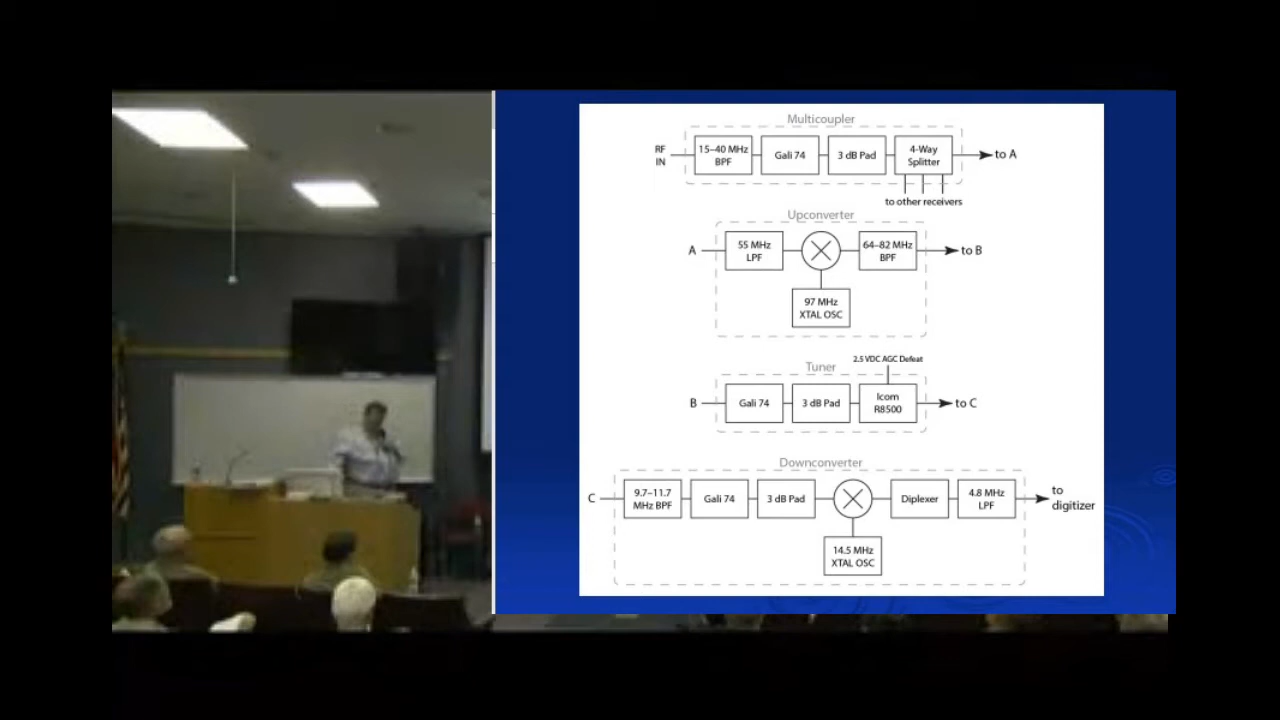 Multicoupler
RF
IN
15–40 MHz
BPF
Gali 74
3 dB Pad
4-Way
Splitter
to A
to other receivers
Upconverter
A
55 MHz
LPF
64–82 MHz
BPF
to B
97 MHz
XTAL OSC
2.5 VDC AGC Defeat
Tuner
B
Gali 74
3 dB Pad
Icom
R8500
to C
Downconverter
C
9.7–11.7
MHz BPF
Gali 74
3 dB Pad
Diplexer
4.8 MHz
LPF
to
digitizer
14.5 MHz
XTAL OSC